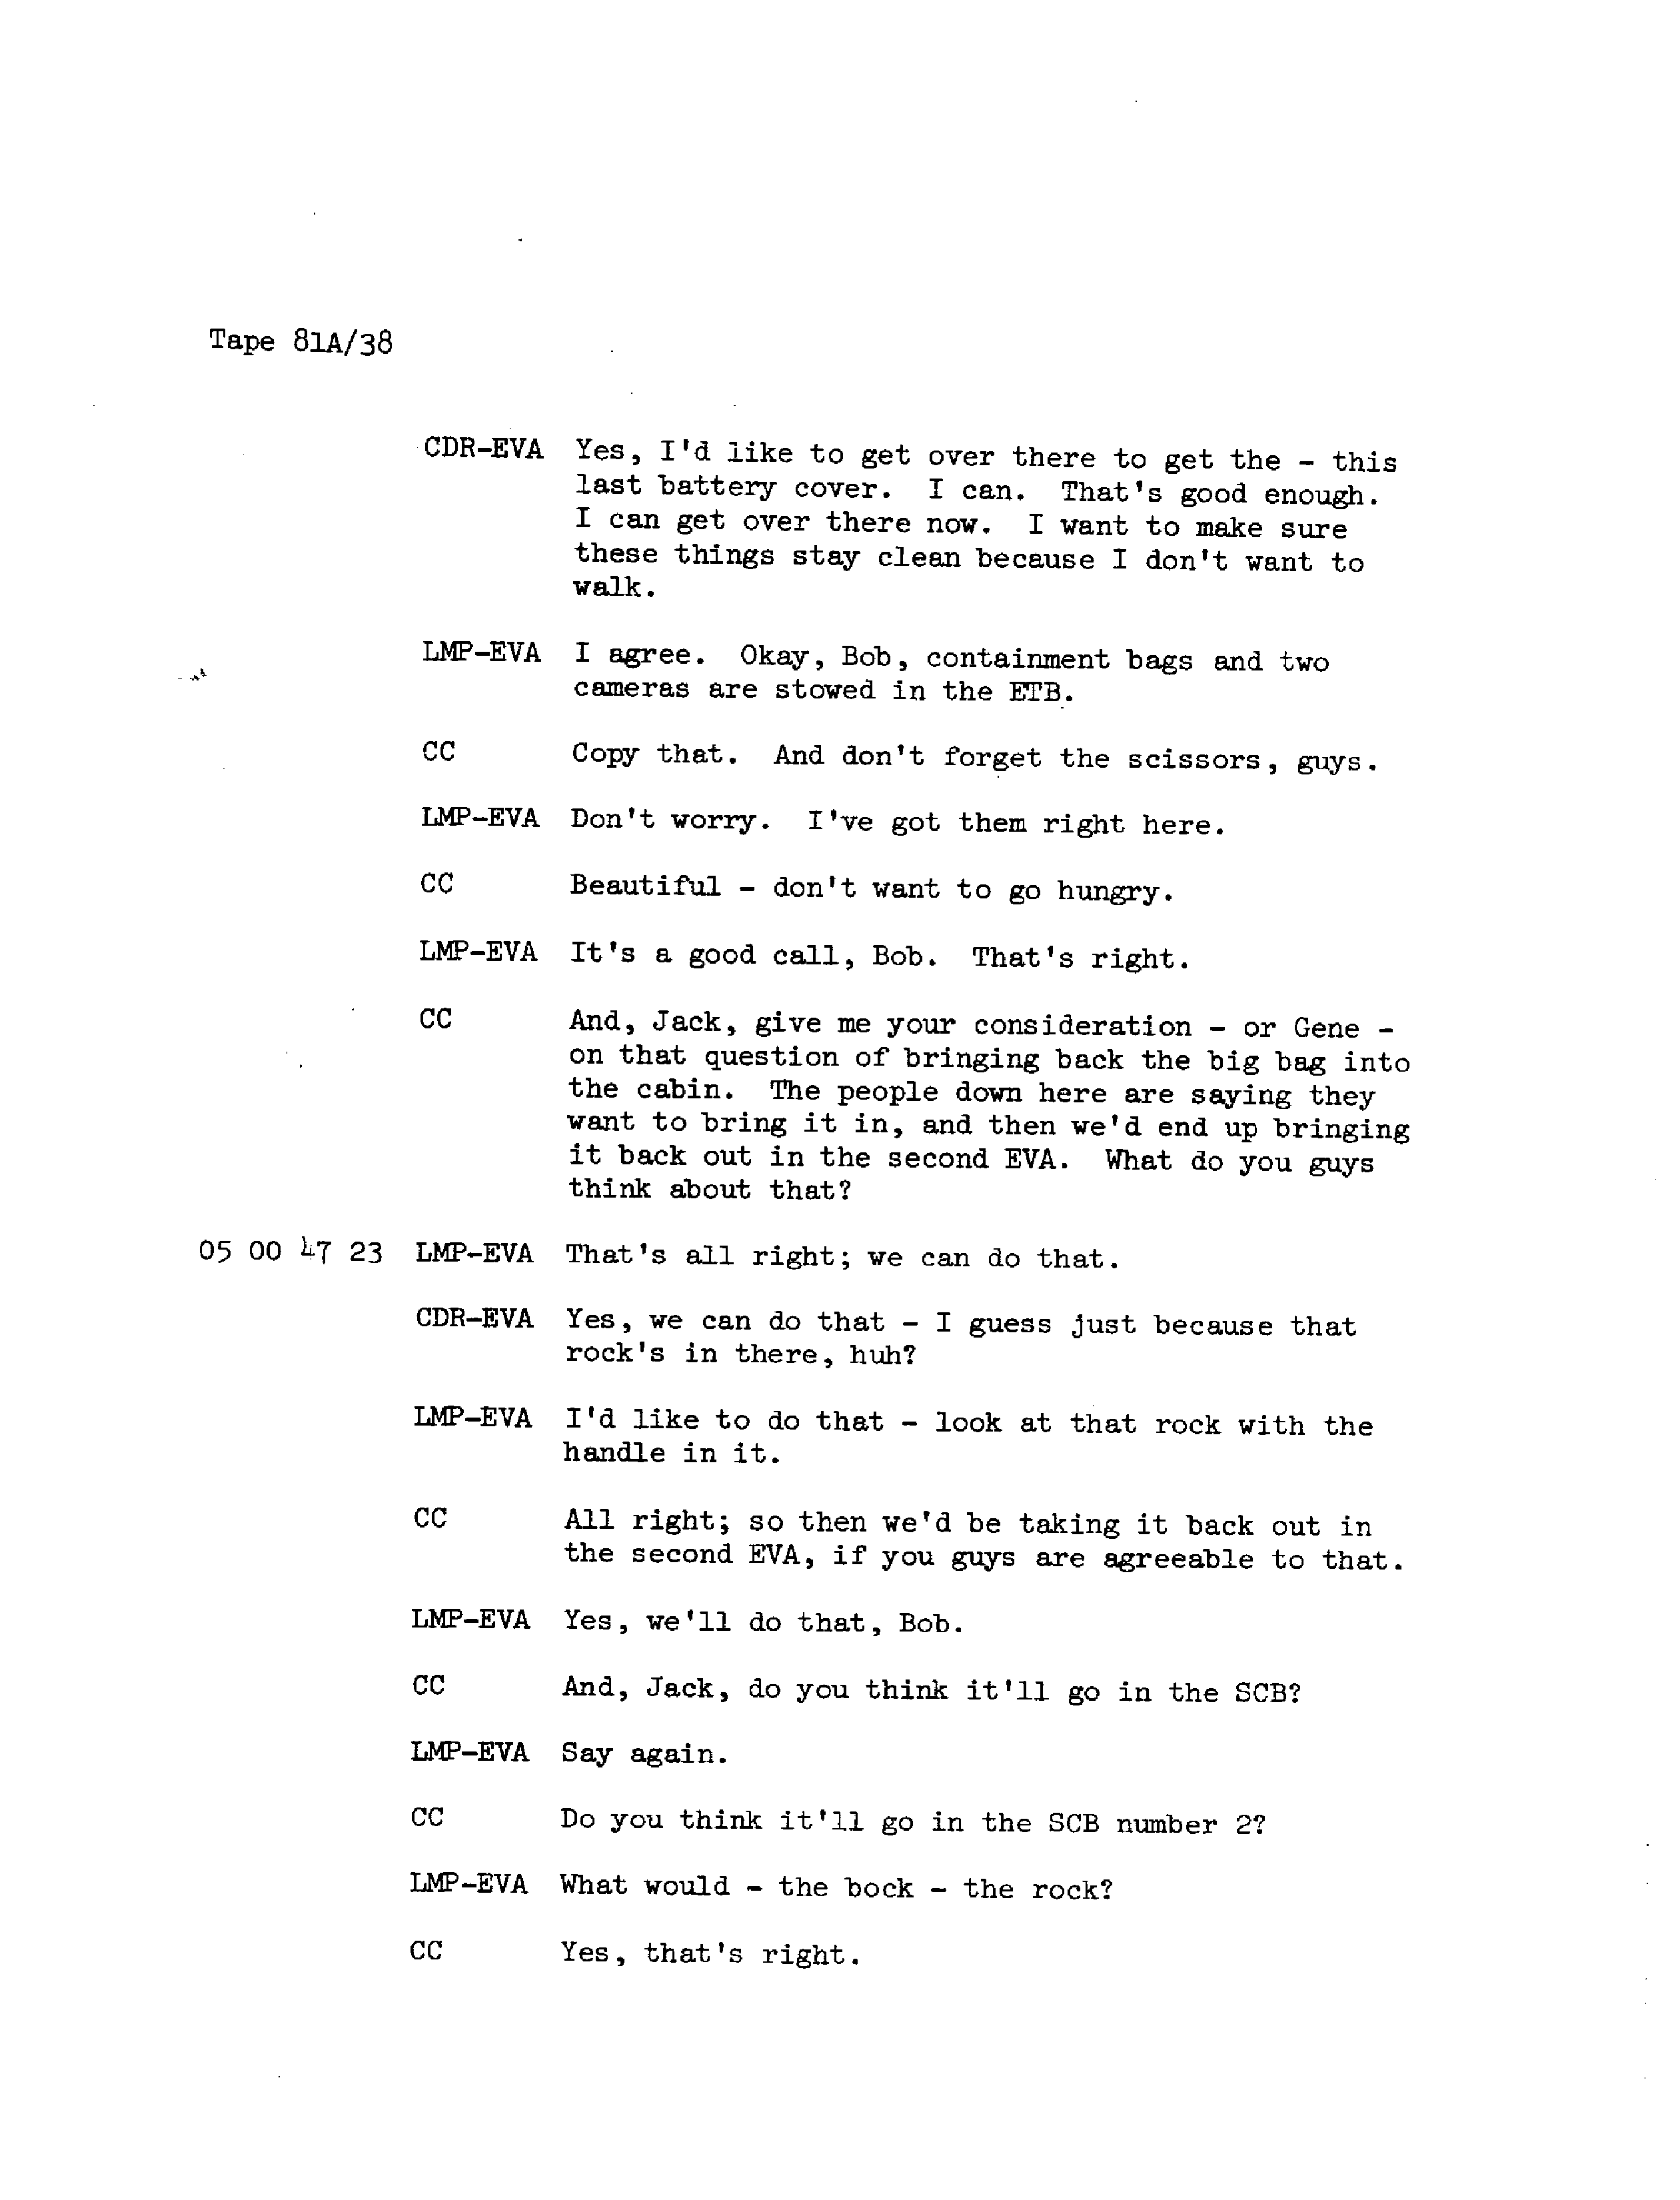 Tape 81A/38
CDR-EVA Yes, I'd like to get over there to get the - this
last battery cover. I can. That's good enough.
I can get over there now. I want to make sure
these things stay clean because I don't want to
walk.
LMP-EVA I agree. Okay, Bob, containment bags and two
cameras are stowed in the ETB.
CC Copy that. And don't forget the scissors, guys.
LMP-EVA Don't worry. I've got them right here.
CC Beautiful - don't want to go hungry.
LMP-EVA It's a good call, Bob. That's right.
CC And, Jack, give me your consideration - or Gene -
on that question of bringing back the big bag into
the cabin. The people down here are saying they
want to bring it in, and then we'd end up bringing
it back out in the second EVA. What do you guys
think about that?
05 00 47 23 LMP-EVA That's all right; we can do that.
CDR-EVA Yes, we can do that - I guess just because that
rock's in there, huh?
LMP-EVA I'd like to do that - look at that rock with the
handle in it.
CC All right; so then we'd be taking it back out in
the second EVA, if you guys are agreeable to that.
LMP-EVA Yes, we'll do that, Bob.
CC And, Jack, do you think it'll go in the SCB?
LMP-EVA Say again.
CC Do you think it'll go in the SCB number 2?
LMP-EVA What would - the bock - the rock?
CC Yes, that's right.